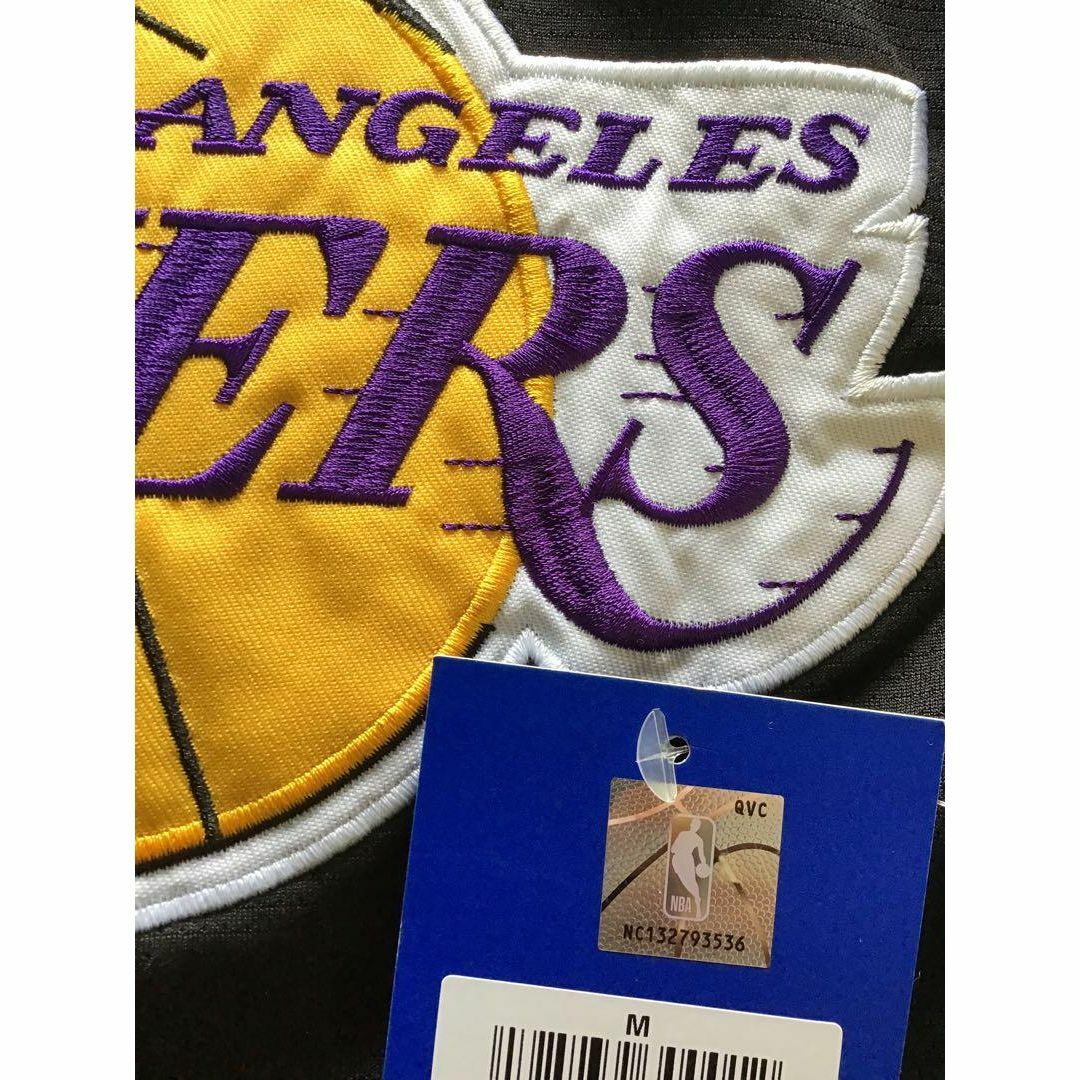 ANGELES
ERS
QVC
NBA
NC132793536
M